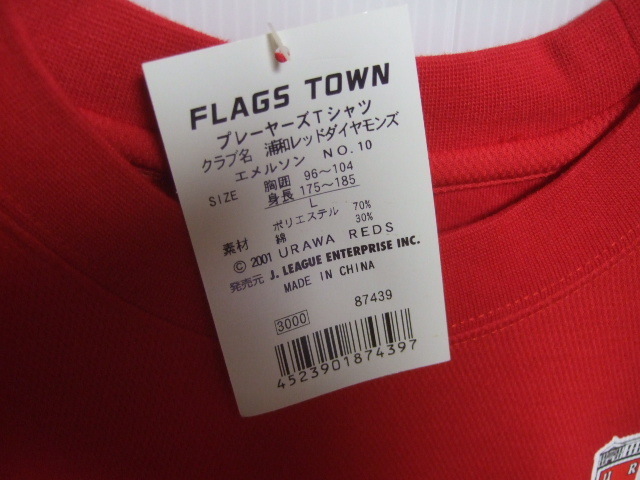 FLAGS TOWN
プレーヤーズTシャツ
クラブ名 浦和レッドダイヤモンズ
エメルソン NO.10
SIZE 胸囲 96～104
身長 175～185
L
素材 ポリエステル 70%
綿 30%
© 2001 URAWA REDS
発売元 J. LEAGUE ENTERPRISE INC.
MADE IN CHINA
87439
3000
4523901874397
U R